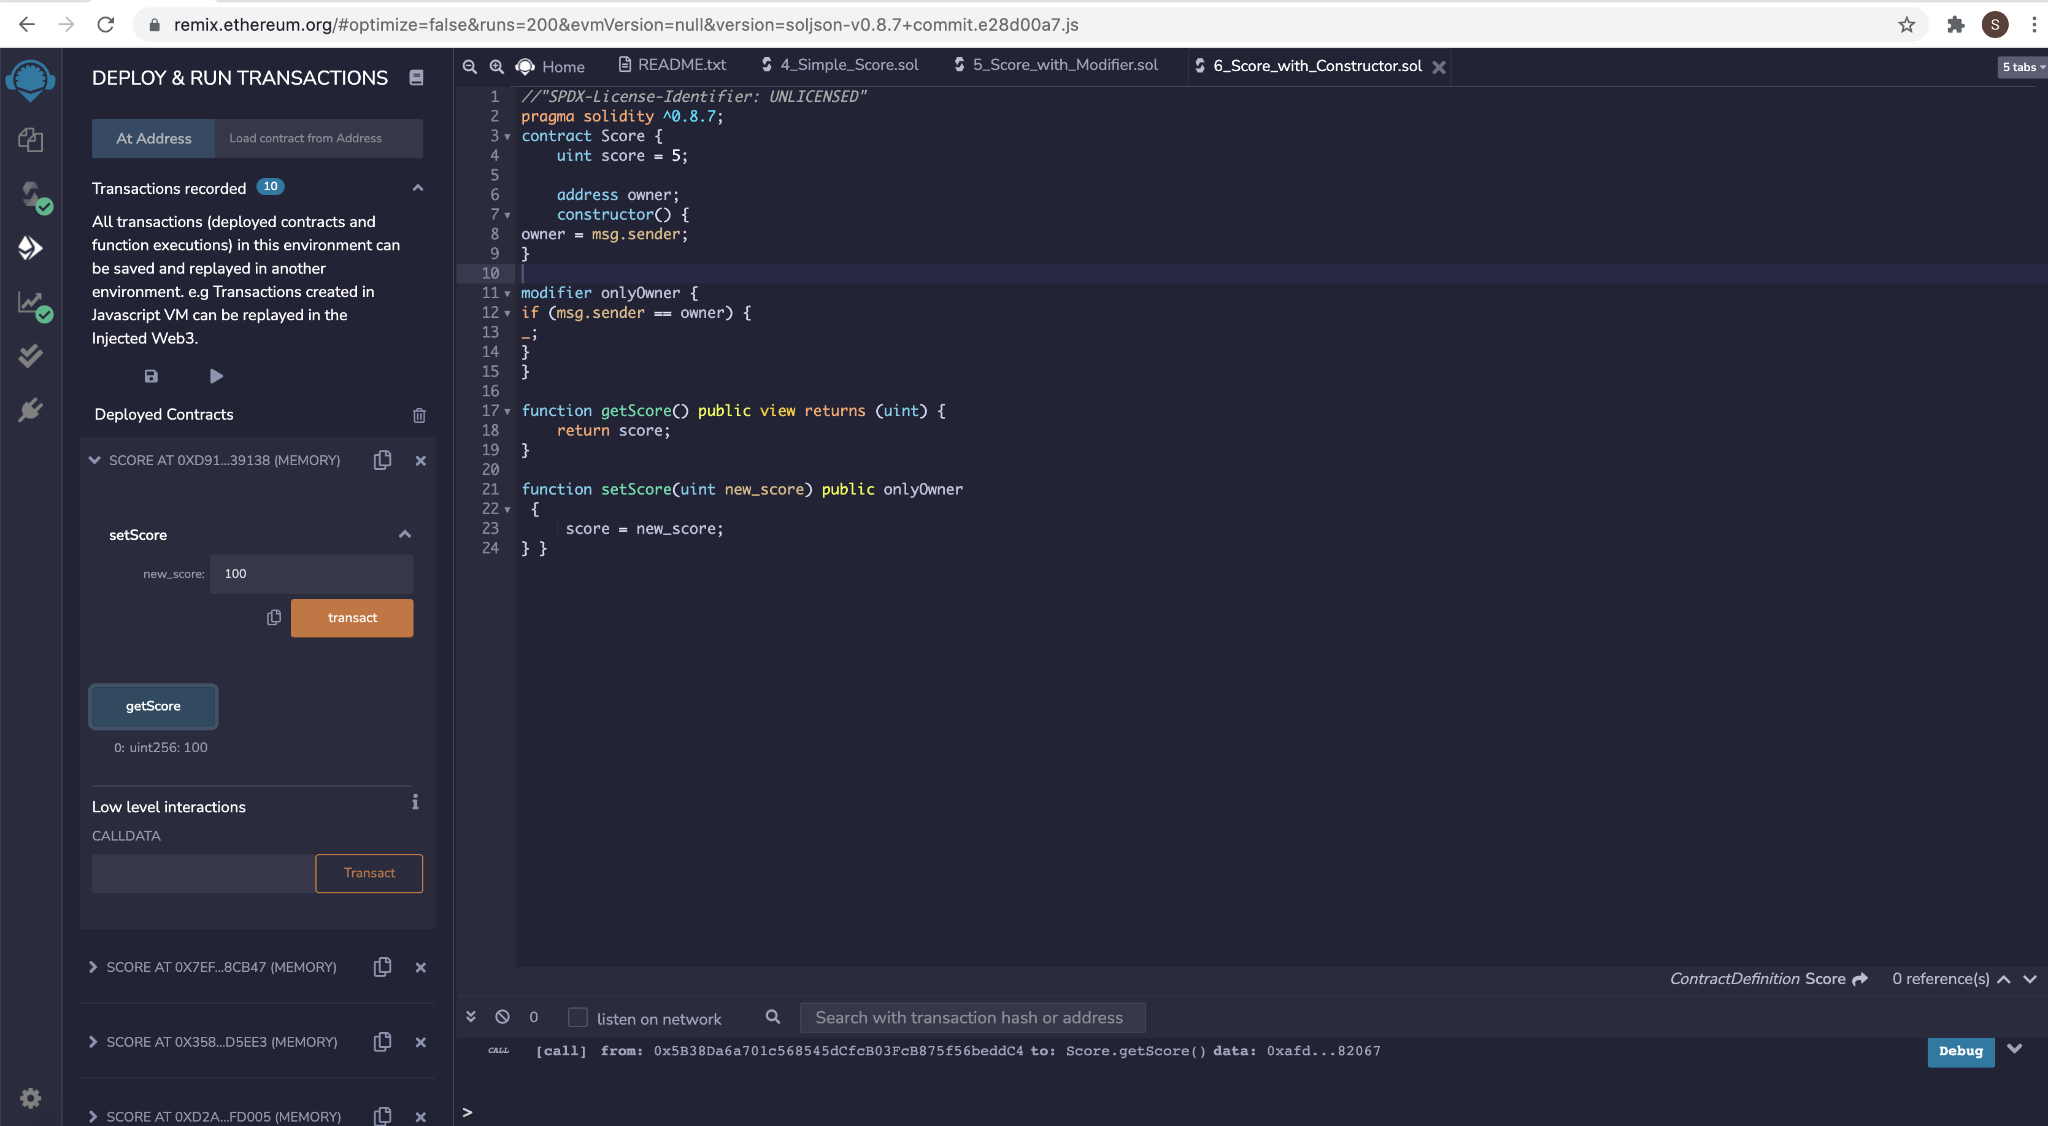 remix.ethereum.org/#optimize=false&runs=200&evmVersion=null&version=soljson-v0.8.7+commit.e28d00a7.js
S
DEPLOY & RUN TRANSACTIONS
At Address
Load contract from Address
Transactions recorded 10
All transactions (deployed contracts and
function executions) in this environment can
be saved and replayed in another
environment. e.g Transactions created in
Javascript VM can be replayed in the
Injected Web3.
Deployed Contracts
SCORE AT 0XD91...39138 (MEMORY)
setScore
new_score: 100
transact
getScore
0: uint256: 100
Low level interactions
i
CALLDATA
Transact
SCORE AT 0X7EF...8CB47 (MEMORY)
SCORE AT 0X358...D5EE3 (MEMORY)
SCORE AT 0XD2A...FD005 (MEMORY)
Home
README.txt
4_Simple_Score.sol
5_Score_with_Modifier.sol
6_Score_with_Constructor.sol
5 tabs
1 //"SPDX-License-Identifier: UNLICENSED"
2 pragma solidity ^0.8.7;
3 contract Score {
4 uint score = 5;
5
6 address owner;
7 constructor() {
8 owner = msg.sender;
9 }
10
11 modifier onlyOwner {
12 if (msg.sender == owner) {
13 _;
14 }
15 }
16
17 function getScore() public view returns (uint) {
18 return score;
19 }
20
21 function setScore(uint new_score) public onlyOwner
22 {
23 score = new_score;
24 } }
ContractDefinition Score 0 reference(s)
0
listen on network
Search with transaction hash or address
CALL [call] from: 0x5B38Da6a701c568545dCfcB03FcB875f56beddC4 to: Score.getScore() data: 0xafd...82067
Debug
>